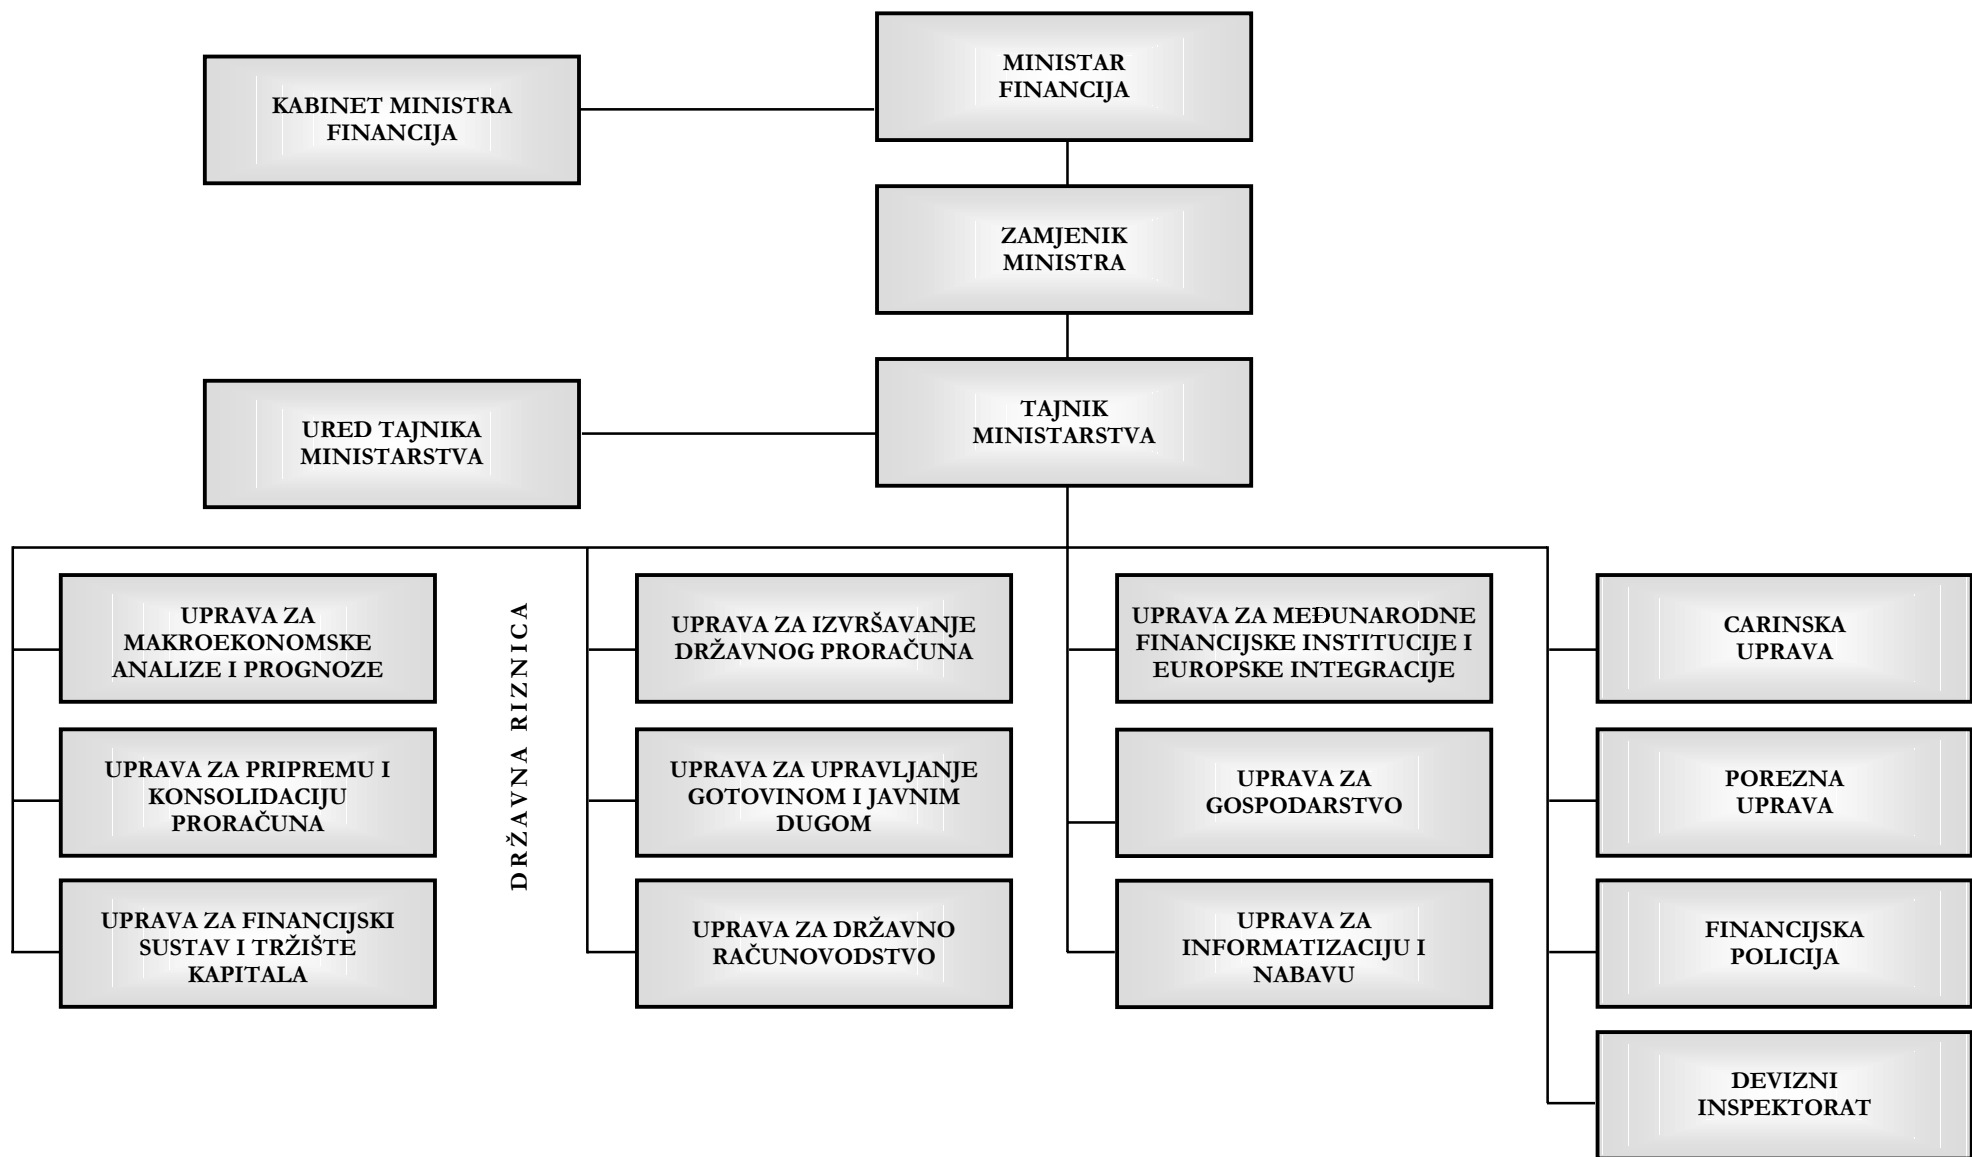 MINISTAR
FINANCIJA
KABINET MINISTRA
FINANCIJA
ZAMJENIK
MINISTRA
TAJNIK
MINISTARSTVA
URED TAJNIKA
MINISTARSTVA
UPRAVA ZA
MAKROEKONOMSKE
ANALIZE I PROGNOZE
UPRAVA ZA PRIPREMU I
KONSOLIDACIJU
PRORAČUNA
UPRAVA ZA FINANCIJSKI
SUSTAV I TRŽIŠTE
KAPITALA
DRŽAVNA RIZNICA
UPRAVA ZA IZVRŠAVANJE
DRŽAVNOG PRORAČUNA
UPRAVA ZA UPRAVLJANJE
GOTOVINOM I JAVNIM
DUGOM
UPRAVA ZA DRŽAVNO
RAČUNOVODSTVO
UPRAVA ZA MEĐUNARODNE
FINANCIJSKE INSTITUCIJE I
EUROPSKE INTEGRACIJE
UPRAVA ZA
GOSPODARSTVO
UPRAVA ZA
INFORMATIZACIJU I
NABAVU
CARINSKA
UPRAVA
POREZNA
UPRAVA
FINANCIJSKA
POLICIJA
DEVIZNI
INSPEKTORAT